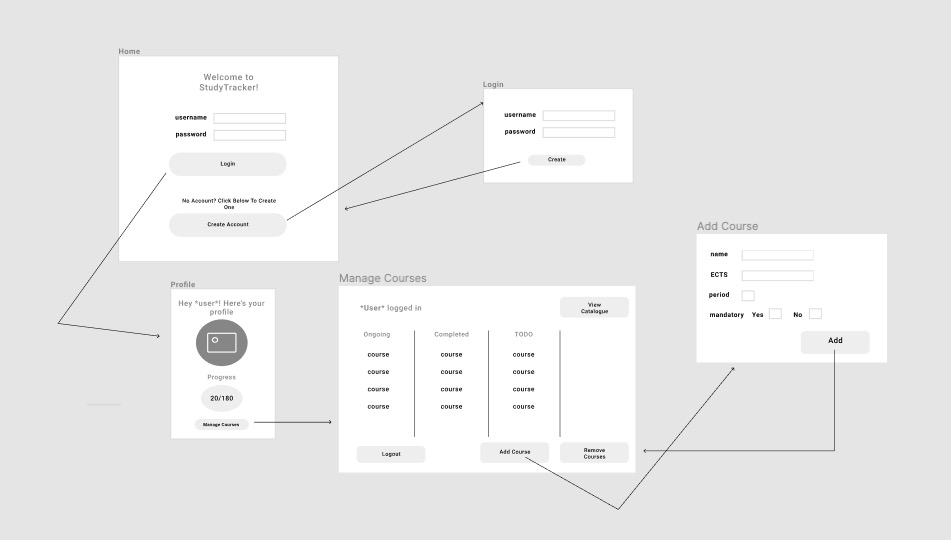 Home
Welcome to
StudyTracker!
username
password
Login
No Account? Click Below To Create
One
Create Account
Login
username
password
Create
Profile
Hey *user*! Here's your
profile
Progress
20/180
Manage Courses
Manage Courses
*User* logged in
View
Catalogue
Ongoing Completed TODO
course course course
course course course
course course course
course course course
Logout
Add Course
Remove
Courses
Add Course
name
ECTS
period
mandatory Yes No
Add